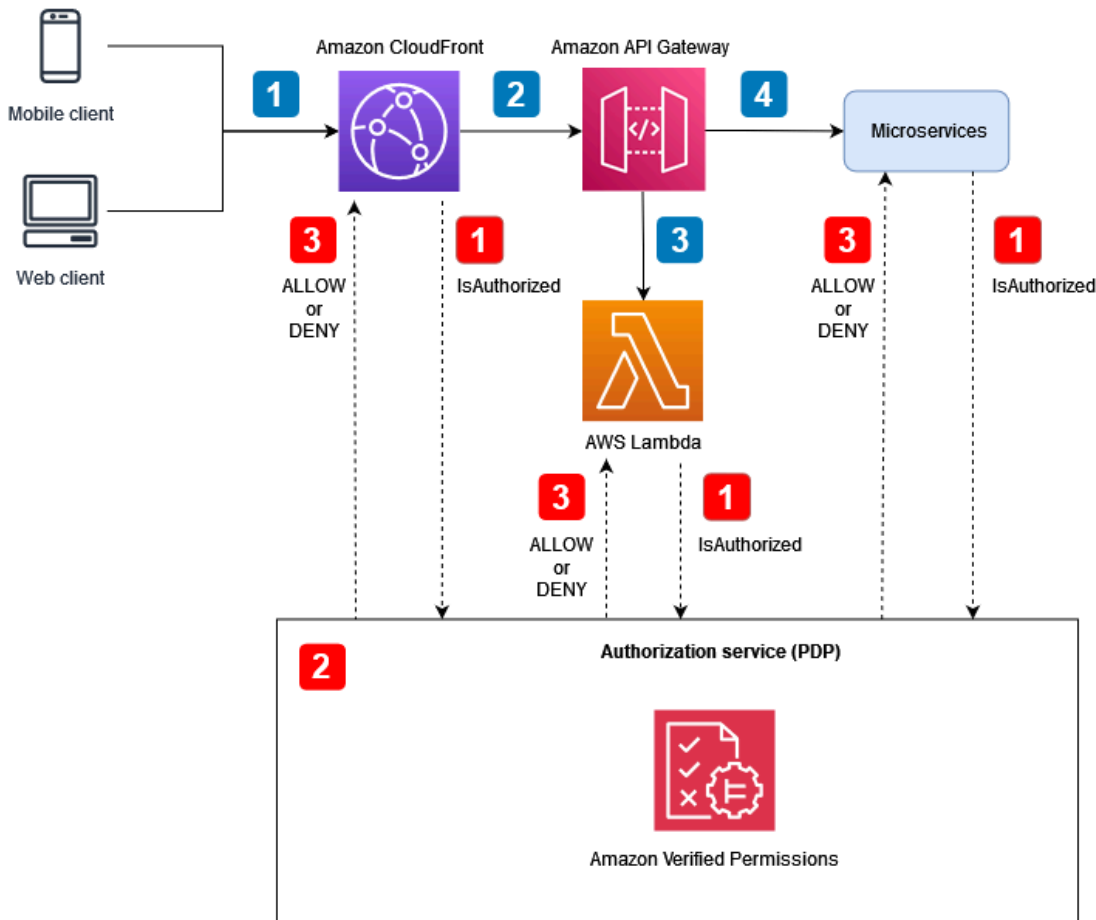 Amazon CloudFront
Amazon API Gateway
1
2
4
Mobile client
</>
Microservices
3
1
3
3
1
Web client
ALLOW
or
DENY
IsAuthorized
ALLOW
or
DENY
IsAuthorized
AWS Lambda
3
1
ALLOW
or
DENY
IsAuthorized
2
Authorization service (PDP)
Amazon Verified Permissions